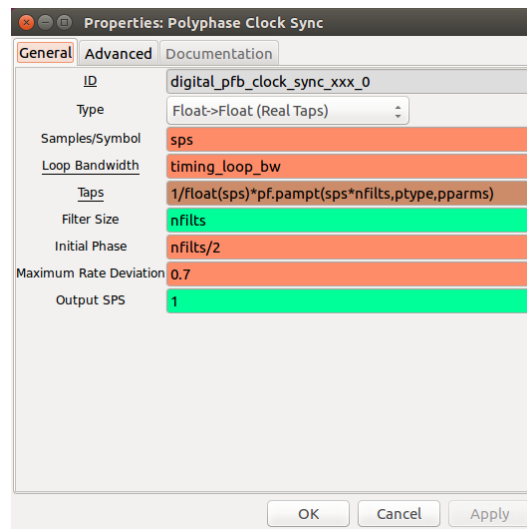 Properties: Polyphase Clock Sync
General Advanced Documentation
ID digital_pfb_clock_sync_xxx_0
Type Float->Float (Real Taps)
Samples/Symbol sps
Loop Bandwidth timing_loop_bw
Taps 1/float(sps)*pf.pampt(sps*nfilts,ptype,pparms)
Filter Size nfilts
Initial Phase nfilts/2
Maximum Rate Deviation 0.7
Output SPS 1
OK Cancel Apply